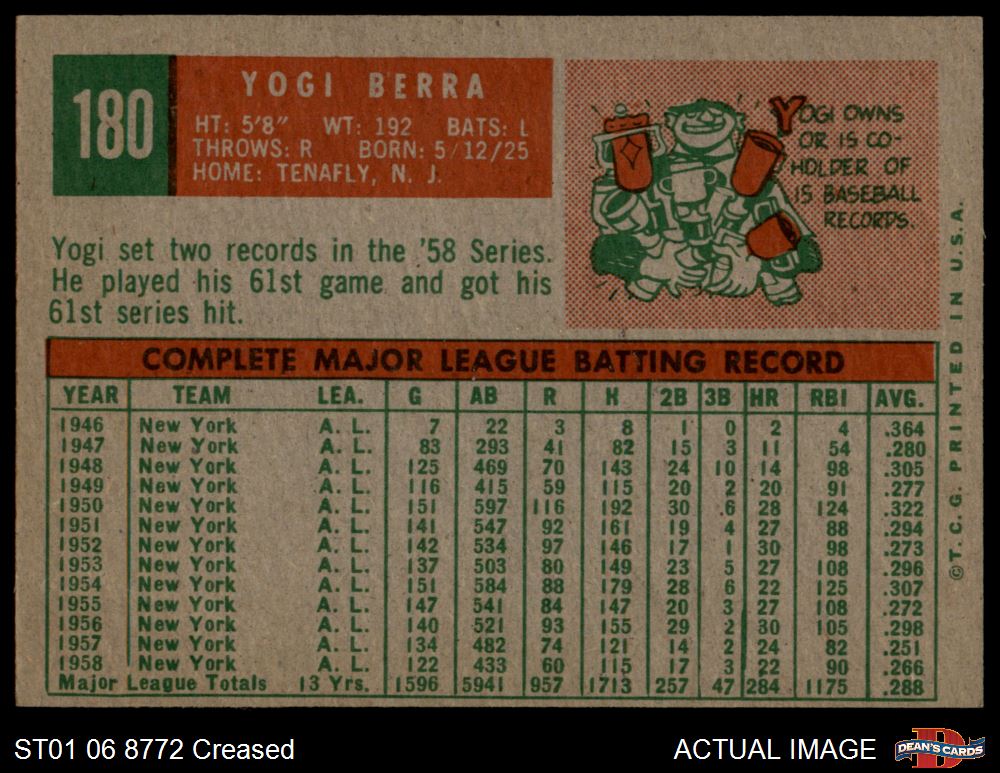 180
YOGI BERRA
HT: 5'8" WT: 192 BATS: L
THROWS: R BORN: 5/12/25
HOME: TENAFLY, N. J.
YOGI OWNS
OR IS CO-
HOLDER OF
15 BASEBALL
RECORDS.
Yogi set two records in the '58 Series.
He played his 61st game and got his
61st series hit.
COMPLETE MAJOR LEAGUE BATTING RECORD
YEAR TEAM LEA. G AB R H 2B 3B HR RBI AVG.
1946 New York A. L. 7 22 3 8 1 0 2 4 .364
1947 New York A. L. 83 293 41 82 15 3 11 54 .280
1948 New York A. L. 125 469 70 143 24 10 14 98 .305
1949 New York A. L. 116 415 59 115 20 2 20 91 .277
1950 New York A. L. 151 597 116 192 30 6 28 124 .322
1951 New York A. L. 141 547 92 161 19 4 27 88 .294
1952 New York A. L. 142 534 97 146 17 1 30 98 .273
1953 New York A. L. 137 503 80 149 23 5 27 108 .296
1954 New York A. L. 151 584 88 179 28 6 22 125 .307
1955 New York A. L. 147 541 84 147 20 3 27 108 .272
1956 New York A. L. 140 521 93 155 29 2 30 105 .298
1957 New York A. L. 134 482 74 121 14 2 24 82 .251
1958 New York A. L. 122 433 60 115 17 3 22 90 .266
Major League Totals 13 Yrs. 1596 5941 957 1713 257 47 284 1175 .288
© T. C. G. PRINTED IN U.S.A.
ST01 06 8772 Creased
ACTUAL IMAGE
D
DEAN'S CARDS